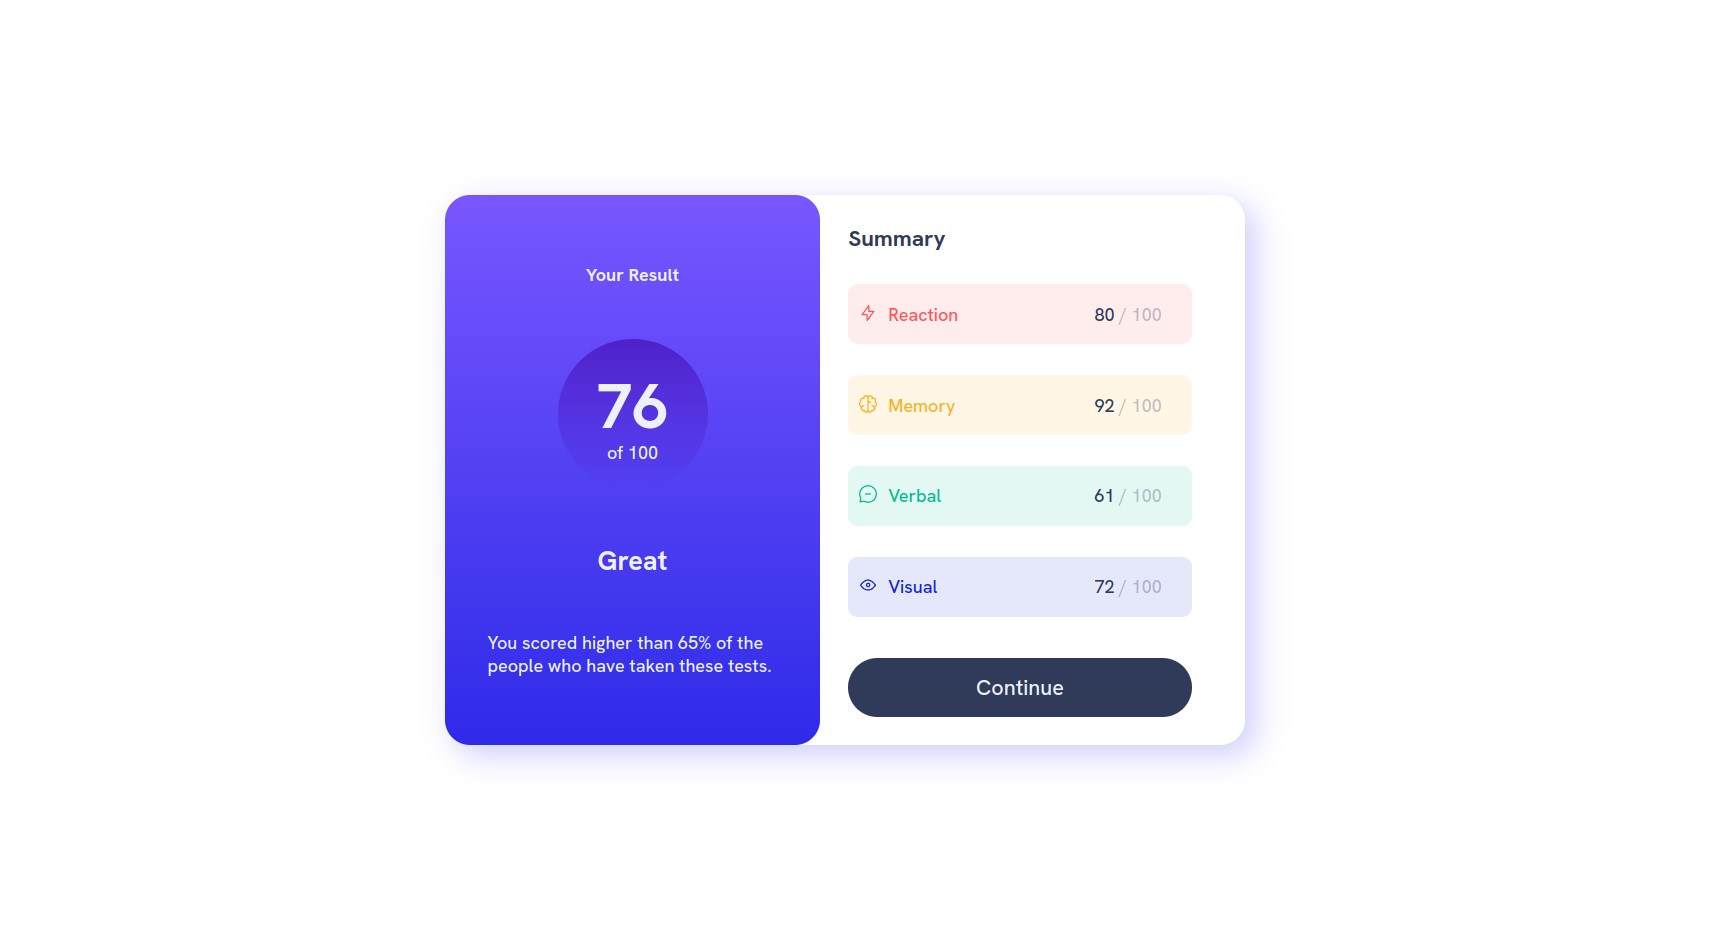 Your Result
76
of 100
Great
You scored higher than 65% of the
people who have taken these tests.
Summary
Reaction 80 / 100
Memory 92 / 100
Verbal 61 / 100
Visual 72 / 100
Continue